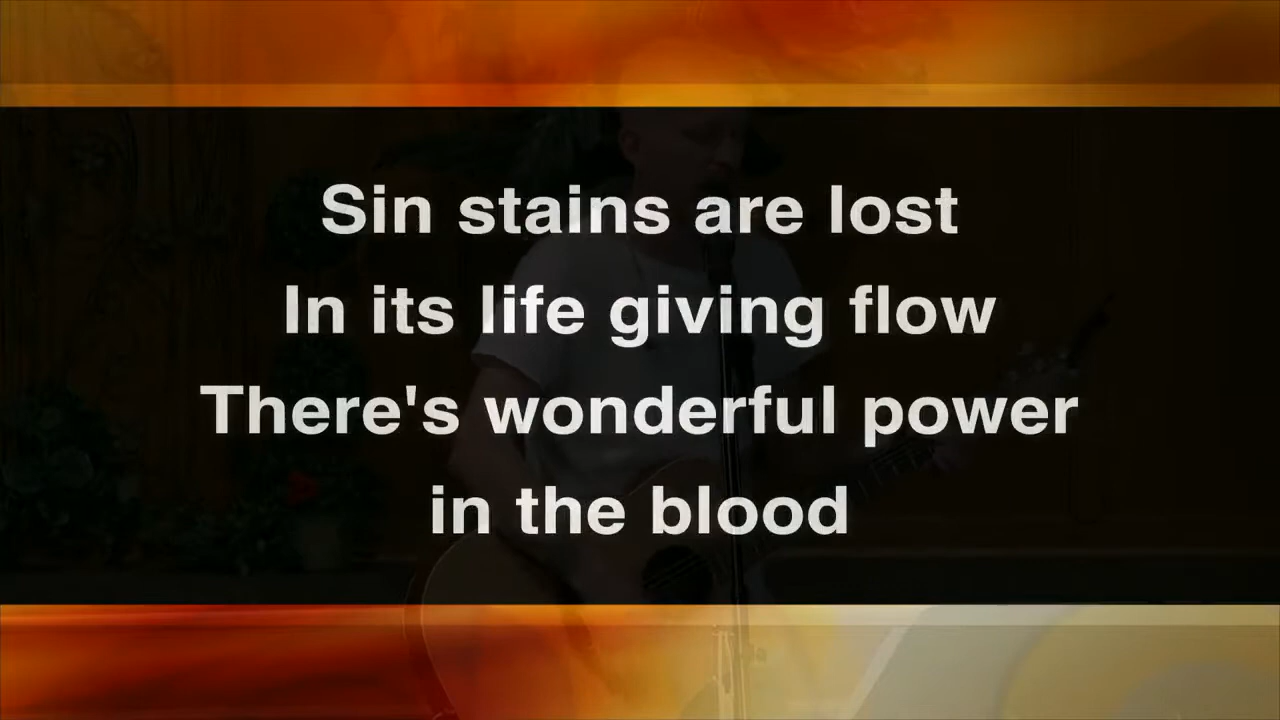 Sin stains are lost
In its life giving flow
There's wonderful power
in the blood